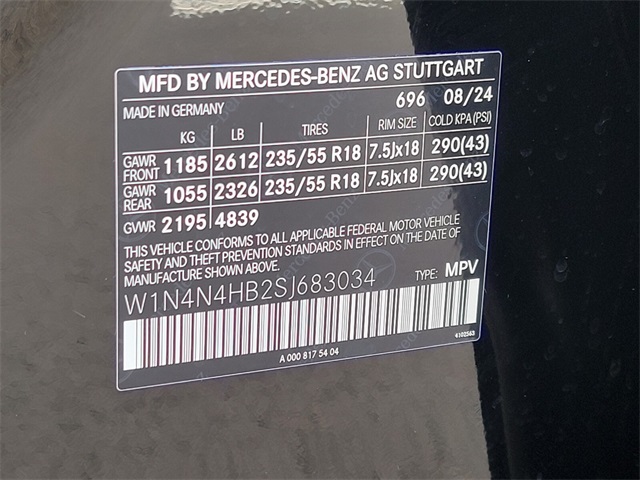 MFD BY MERCEDES-BENZ AG STUTTGART
MADE IN GERMANY 696 08/24
KG LB TIRES RIM SIZE COLD KPA (PSI)
GAWR FRONT 1185 2612 235/55 R18 7.5Jx18 290(43)
GAWR REAR 1055 2326 235/55 R18 7.5Jx18 290(43)
GVWR 2195 4839
THIS VEHICLE CONFORMS TO ALL APPLICABLE FEDERAL MOTOR VEHICLE
SAFETY AND THEFT PREVENTION STANDARDS IN EFFECT ON THE DATE OF
MANUFACTURE SHOWN ABOVE.
W1N4N4HB2SJ683034 TYPE: MPV
4102563
A 000 817 54 04